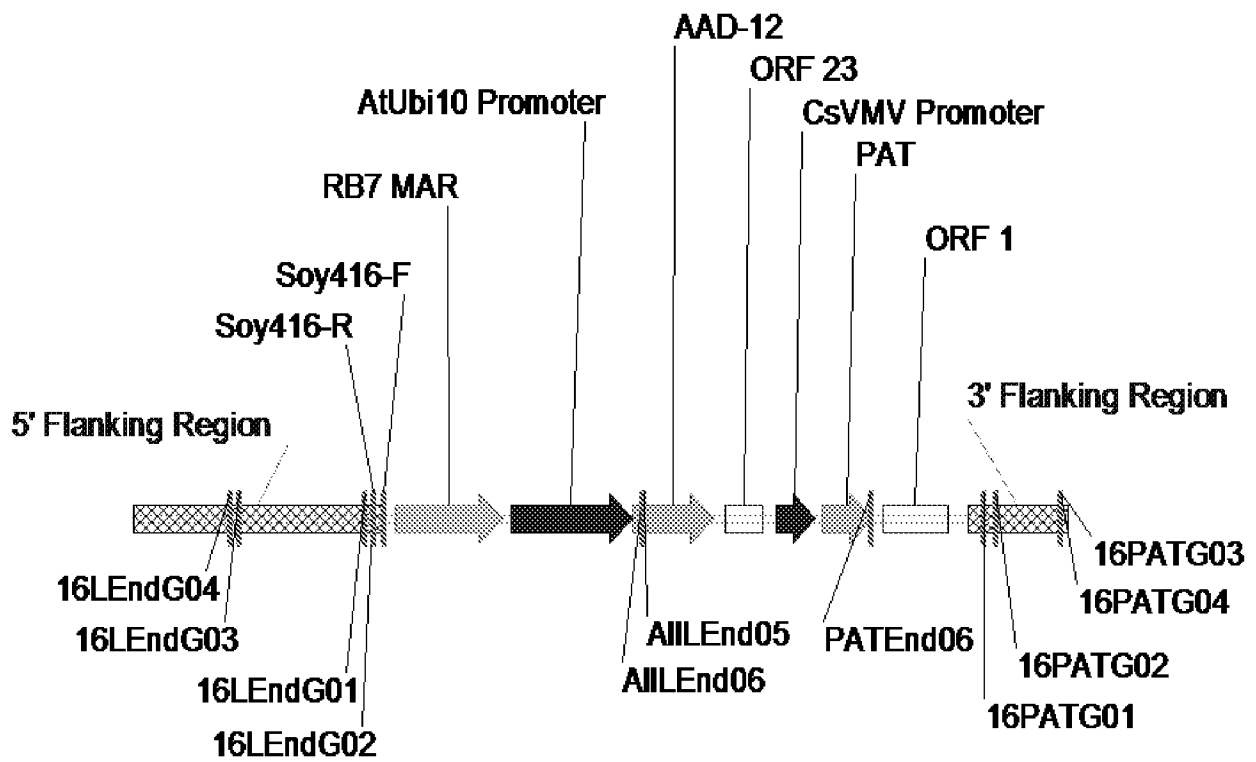 AAD-12
ORF 23
AtUbi10 Promoter
CsVMV Promoter
PAT
RB7 MAR
ORF 1
Soy416-F
Soy416-R
3' Flanking Region
5' Flanking Region
16PATG03
16LEndG04
16PATG04
16LEndG03
AllLEnd05
PATEnd06
16PATG02
AllLEnd06
16LEndG01
16PATG01
16LEndG02